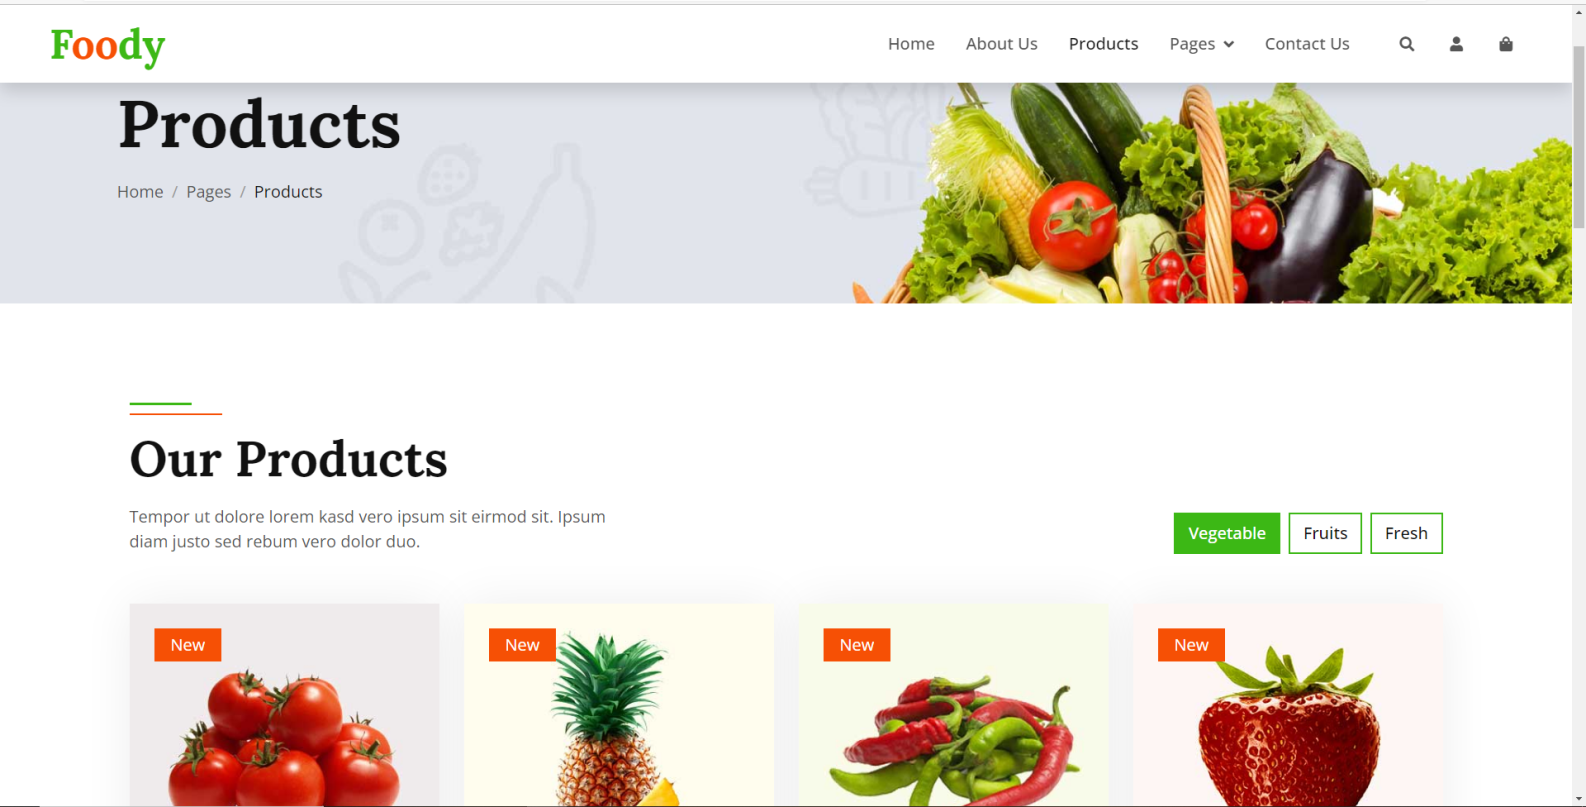 Foody
Home About Us Products Pages Contact Us
Products
Home / Pages / Products
Our Products
Tempor ut dolore lorem kasd vero ipsum sit eirmod sit. Ipsum
diam justo sed rebum vero dolor duo.
Vegetable Fruits Fresh
New New New New